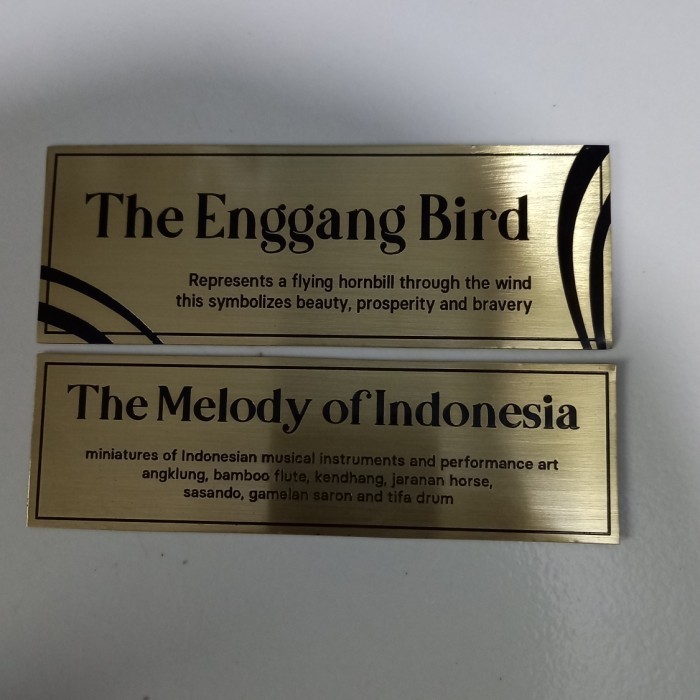 The Enggang Bird
Represents a flying hornbill through the wind
this symbolizes beauty, prosperity and bravery
The Melody of Indonesia
miniatures of Indonesian musical instruments and performance art
angklung, bamboo flute, kendhang, jaranan horse,
sasando, gamelan saron and tifa drum